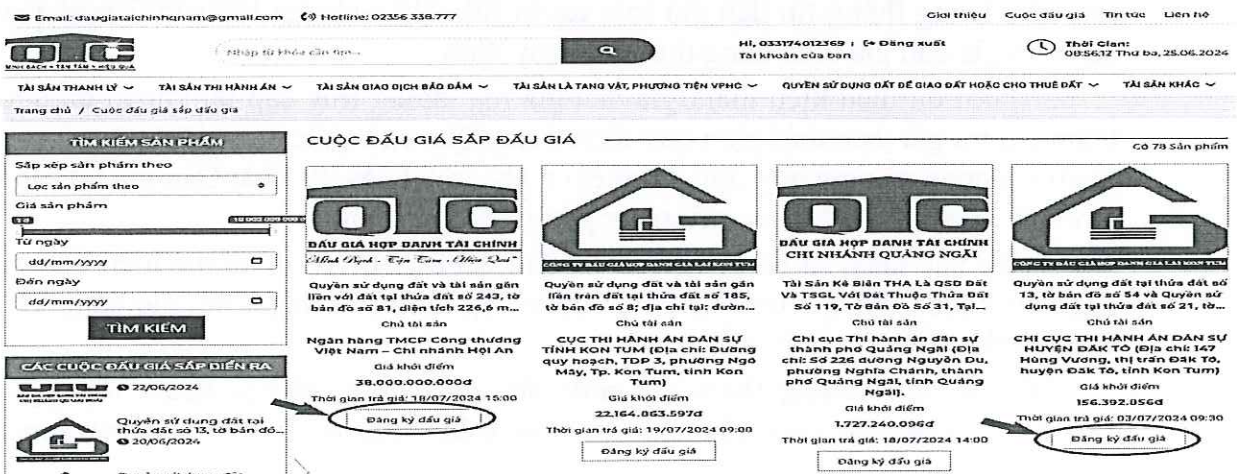 Email: daugiataichinhqnam@gmail.com Hotline: 02356 338.777
Giới thiệu Cuộc đấu giá Tin tức Liên hệ
OTC
MINH BẠCH • TẬN TÂM • HIỆU QUẢ
Nhập từ khóa cần tìm...
Hi, 033174012369 | Đăng xuất
Tài khoản của bạn
Thời Gian:
08:56:12 Thứ ba, 25.06.2024
TÀI SẢN THANH LÝ TÀI SẢN THI HÀNH ÁN TÀI SẢN GIAO DỊCH BẢO ĐẢM TÀI SẢN LÀ TANG VẬT, PHƯƠNG TIỆN VPHC QUYỀN SỬ DỤNG ĐẤT ĐỂ GIAO ĐẤT HOẶC CHO THUÊ ĐẤT TÀI SẢN KHÁC
Trang chủ / Cuộc đấu giá sắp đấu giá
TÌM KIẾM SẢN PHẨM
Sắp xếp sản phẩm theo
Lọc sản phẩm theo
Giá sản phẩm
Từ ngày
dd/mm/yyyy
Đến ngày
dd/mm/yyyy
TÌM KIẾM
CÁC CUỘC ĐẤU GIÁ SẮP DIỄN RA
22/06/2024
Quyền sử dụng đất tại
thửa đất số 13, tờ bản đồ...
20/06/2024
CUỘC ĐẤU GIÁ SẮP ĐẤU GIÁ
Có 78 Sản phẩm
OTC
ĐẤU GIÁ HỢP DANH TÀI CHÍNH
Minh Bạch - Tận Tâm - Hiệu Quả
Quyền sử dụng đất và tài sản gắn
liền với đất tại thửa đất số 243, tờ
bản đồ số 81, diện tích 226,6 m...
Chủ tài sản
Ngân hàng TMCP Công thương
Việt Nam – Chi nhánh Hội An
Giá khởi điểm
38.000.000.000đ
Thời gian trả giá: 18/07/2024 15:00
Đăng ký đấu giá
CÔNG TY ĐẤU GIÁ HỢP DANH GIA LAI KON TUM
Quyền sử dụng đất và tài sản gắn
liền trên đất tại thửa đất số 185,
tờ bản đồ số 8; địa chỉ tại: đườn...
Chủ tài sản
CỤC THI HÀNH ÁN DÂN SỰ
TỈNH KON TUM (Địa chỉ: Đường
quy hoạch, TDP 3, phường Ngô
Mây, Tp. Kon Tum, tỉnh Kon
Tum)
Giá khởi điểm
22.164.063.597đ
Thời gian trả giá: 19/07/2024 09:00
Đăng ký đấu giá
OTC
ĐẤU GIÁ HỢP DANH TÀI CHÍNH
CHI NHÁNH QUẢNG NGÃI
Tài Sản Kê Biên THA Là QSD Đất
Và TSGL Với Đất Thuộc Thửa Đất
Số 119, Tờ Bản Đồ Số 31, Tại...
Chủ tài sản
Chi cục Thi hành án dân sự
thành phố Quảng Ngãi (Địa
chỉ: Số 226 đường Nguyễn Du,
phường Nghĩa Chánh, thành
phố Quảng Ngãi, tỉnh Quảng
Ngãi).
Giá khởi điểm
1.727.240.096đ
Thời gian trả giá: 18/07/2024 14:00
Đăng ký đấu giá
CÔNG TY ĐẤU GIÁ HỢP DANH GIA LAI KON TUM
Quyền sử dụng đất tại thửa đất số
13, tờ bản đồ số 54 và Quyền sử
dụng đất tại thửa đất số 21, tờ...
Chủ tài sản
CHI CỤC THI HÀNH ÁN DÂN SỰ
HUYỆN ĐĂK TÔ (Địa chỉ: 147
Hùng Vương, thị trấn Đăk Tô,
huyện Đăk Tô, tỉnh Kon Tum)
Giá khởi điểm
156.392.056đ
Thời gian trả giá: 03/07/2024 09:30
Đăng ký đấu giá